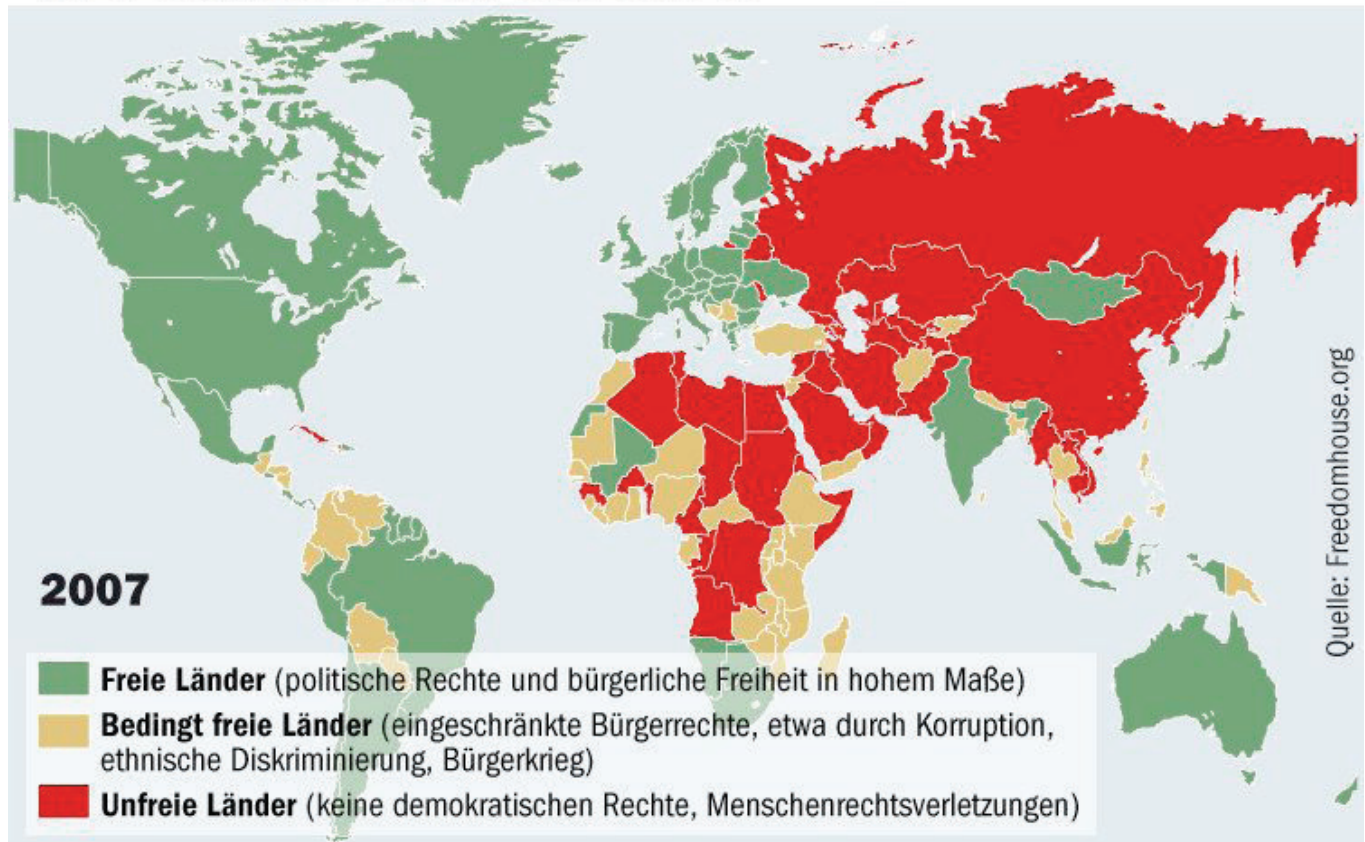 2007
Freie Länder (politische Rechte und bürgerliche Freiheit in hohem Maße)
Bedingt freie Länder (eingeschränkte Bürgerrechte, etwa durch Korruption,
ethnische Diskriminierung, Bürgerkrieg)
Unfreie Länder (keine demokratischen Rechte, Menschenrechtsverletzungen)
Quelle: Freedomhouse.org